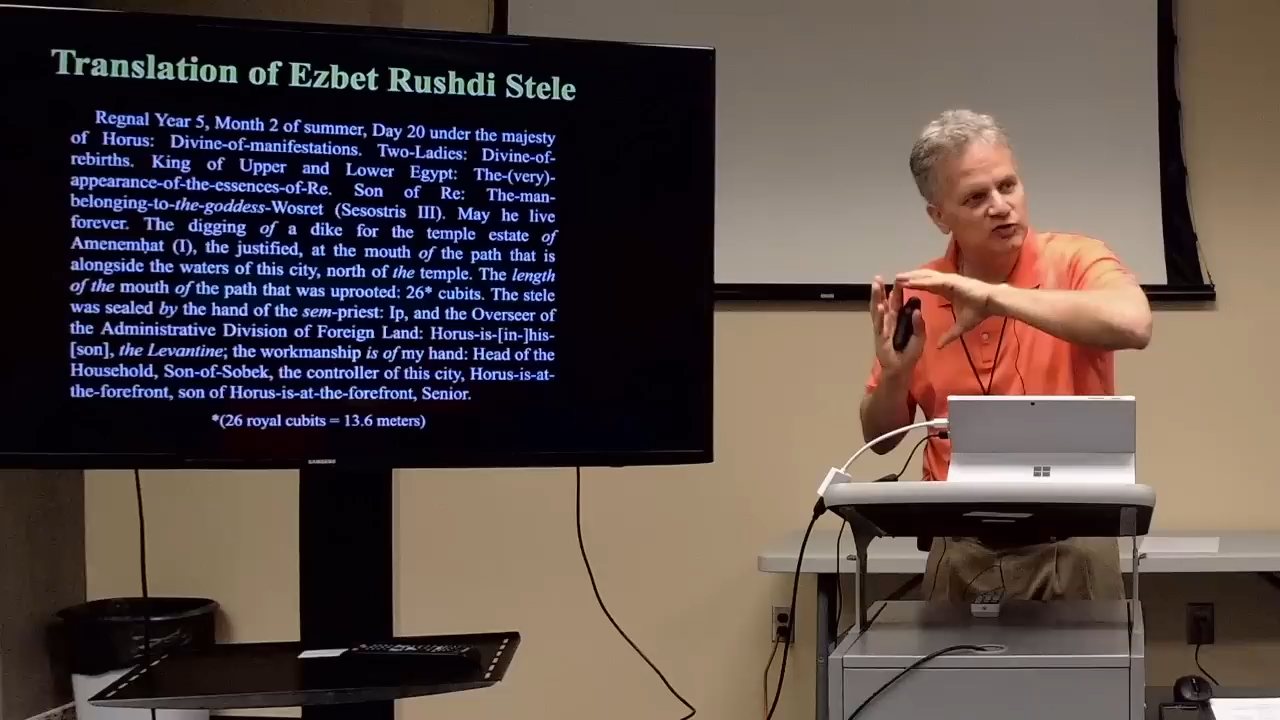 Translation of Ezbet Rushdi Stele
Regnal Year 5, Month 2 of summer, Day 20 under the majesty
of Horus: Divine-of-manifestations. Two-Ladies: Divine-of-
rebirths. King of Upper and Lower Egypt: The-(very)-
appearance-of-the-essences-of-Re. Son of Re: The-man-
belonging-to-the-goddess-Wosret (Sesostris III). May he live
forever. The digging of a dike for the temple estate of
Amenemḥat (I), the justified, at the mouth of the path that is
alongside the waters of this city, north of the temple. The length
of the mouth of the path that was uprooted: 26* cubits. The stele
was sealed by the hand of the sem-priest: Ip, and the Overseer of
the Administrative Division of Foreign Land: Horus-is-[in-]his-
[son], the Levantine; the workmanship is of my hand: Head of the
Household, Son-of-Sobek, the controller of this city, Horus-is-at-
the-forefront, son of Horus-is-at-the-forefront, Senior.
*(26 royal cubits = 13.6 meters)
SAMSUNG